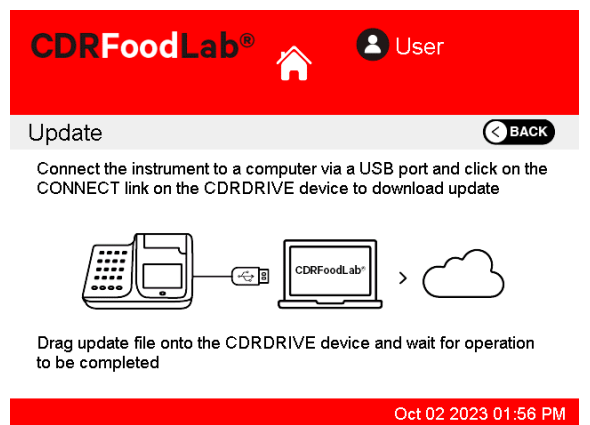 CDRFoodLab®
User
Update
BACK
Connect the instrument to a computer via a USB port and click on the
CONNECT link on the CDRDRIVE device to download update
CDRFoodLab®
Drag update file onto the CDRDRIVE device and wait for operation
to be completed
Oct 02 2023 01:56 PM